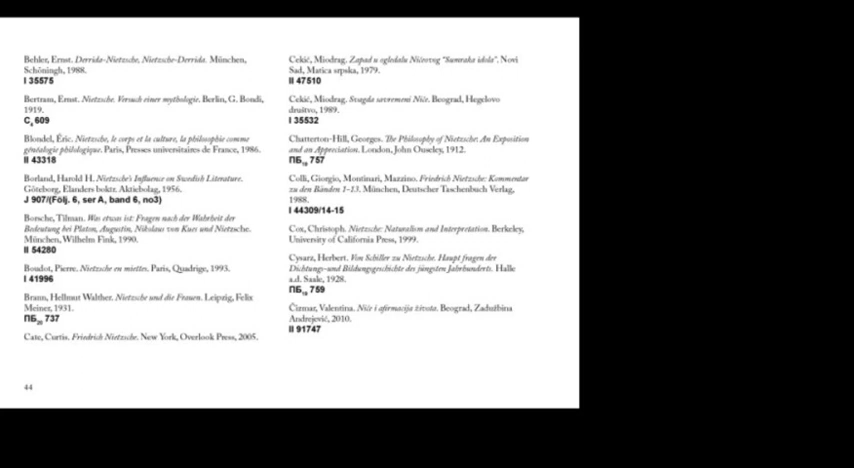 Behler, Ernst. Derrida-Nietzsche, Nietzsche-Derrida. München,
Schöningh, 1988.
I 35575
Bertram, Ernst. Nietzsche. Versuch einer mythologie. Berlin, G. Bondi,
1919.
C₆ 609
Blondel, Éric. Nietzsche, le corps et la culture, la philosophie comme
généalogie philologique. Paris, Presses universitaires de France, 1986.
II 43318
Borland, Harold H. Nietzsche's Influence on Swedish Literature.
Göteborg, Elanders boktr. Aktiebolag, 1956.
J 907/(Följ. 6, ser A, band 6, no3)
Borsche, Tilman. Was etwas ist: Fragen nach der Wahrheit der
Bedeutung bei Platon, Augustin, Nikolaus von Kues und Nietzsche.
München, Wilhelm Fink, 1990.
II 54280
Boudot, Pierre. Nietzsche en miettes. Paris, Quadrige, 1993.
I 41996
Brann, Hellmut Walther. Nietzsche und die Frauen. Leipzig, Felix
Meiner, 1931.
ПБ₂₀ 737
Cate, Curtis. Friedrich Nietzsche. New York, Overlook Press, 2005.
Cekić, Miodrag. Zapad u ogledalu Ničeovog "Sumraka idola". Novi
Sad, Matica srpska, 1979.
II 47510
Cekić, Miodrag. Svagda savremeni Niče. Beograd, Hegelovo
društvo, 1989.
I 35532
Chatterton-Hill, Georges. The Philosophy of Nietzsche: An Exposition
and an Appreciation. London, John Ouseley, 1912.
ПБ₁₉ 757
Colli, Giorgio, Montinari, Mazzino. Friedrich Nietzsche: Kommentar
zu den Bänden 1-13. München, Deutscher Taschenbuch Verlag,
1988.
I 44309/14-15
Cox, Christoph. Nietzsche: Naturalism and Interpretation. Berkeley,
University of California Press, 1999.
Cysarz, Herbert. Von Schiller zu Nietzsche. Haupt fragen der
Dichtungs-und Bildungsgeschichte des jüngsten Jahrhunderts. Halle
a.d. Saale, 1928.
ПБ₁₉ 759
Čizmar, Valentina. Niče i afirmacija života. Beograd, Zadužbina
Andrejević, 2010.
II 91747
44